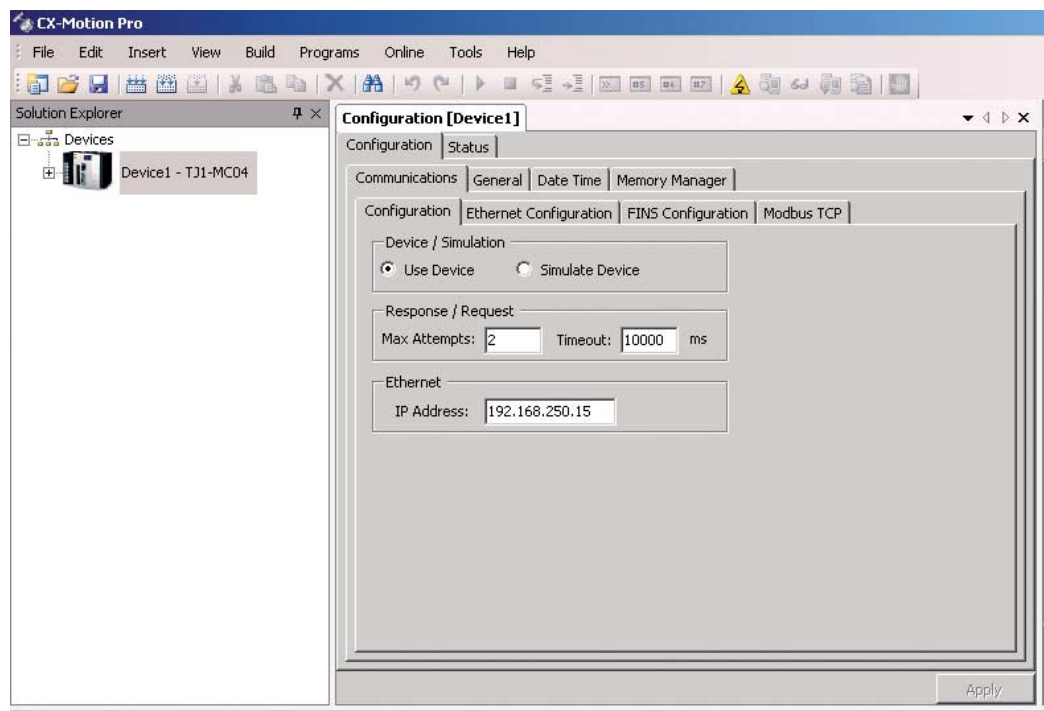 CX-Motion Pro
File Edit Insert View Build Programs Online Tools Help
Solution Explorer
Configuration [Device1]
Devices
Configuration Status
Device1 - TJ1-MC04
Communications General Date Time Memory Manager
Configuration Ethernet Configuration FINS Configuration Modbus TCP
Device / Simulation
Use Device Simulate Device
Response / Request
Max Attempts: 2 Timeout: 10000 ms
Ethernet
IP Address: 192.168.250.15
Apply